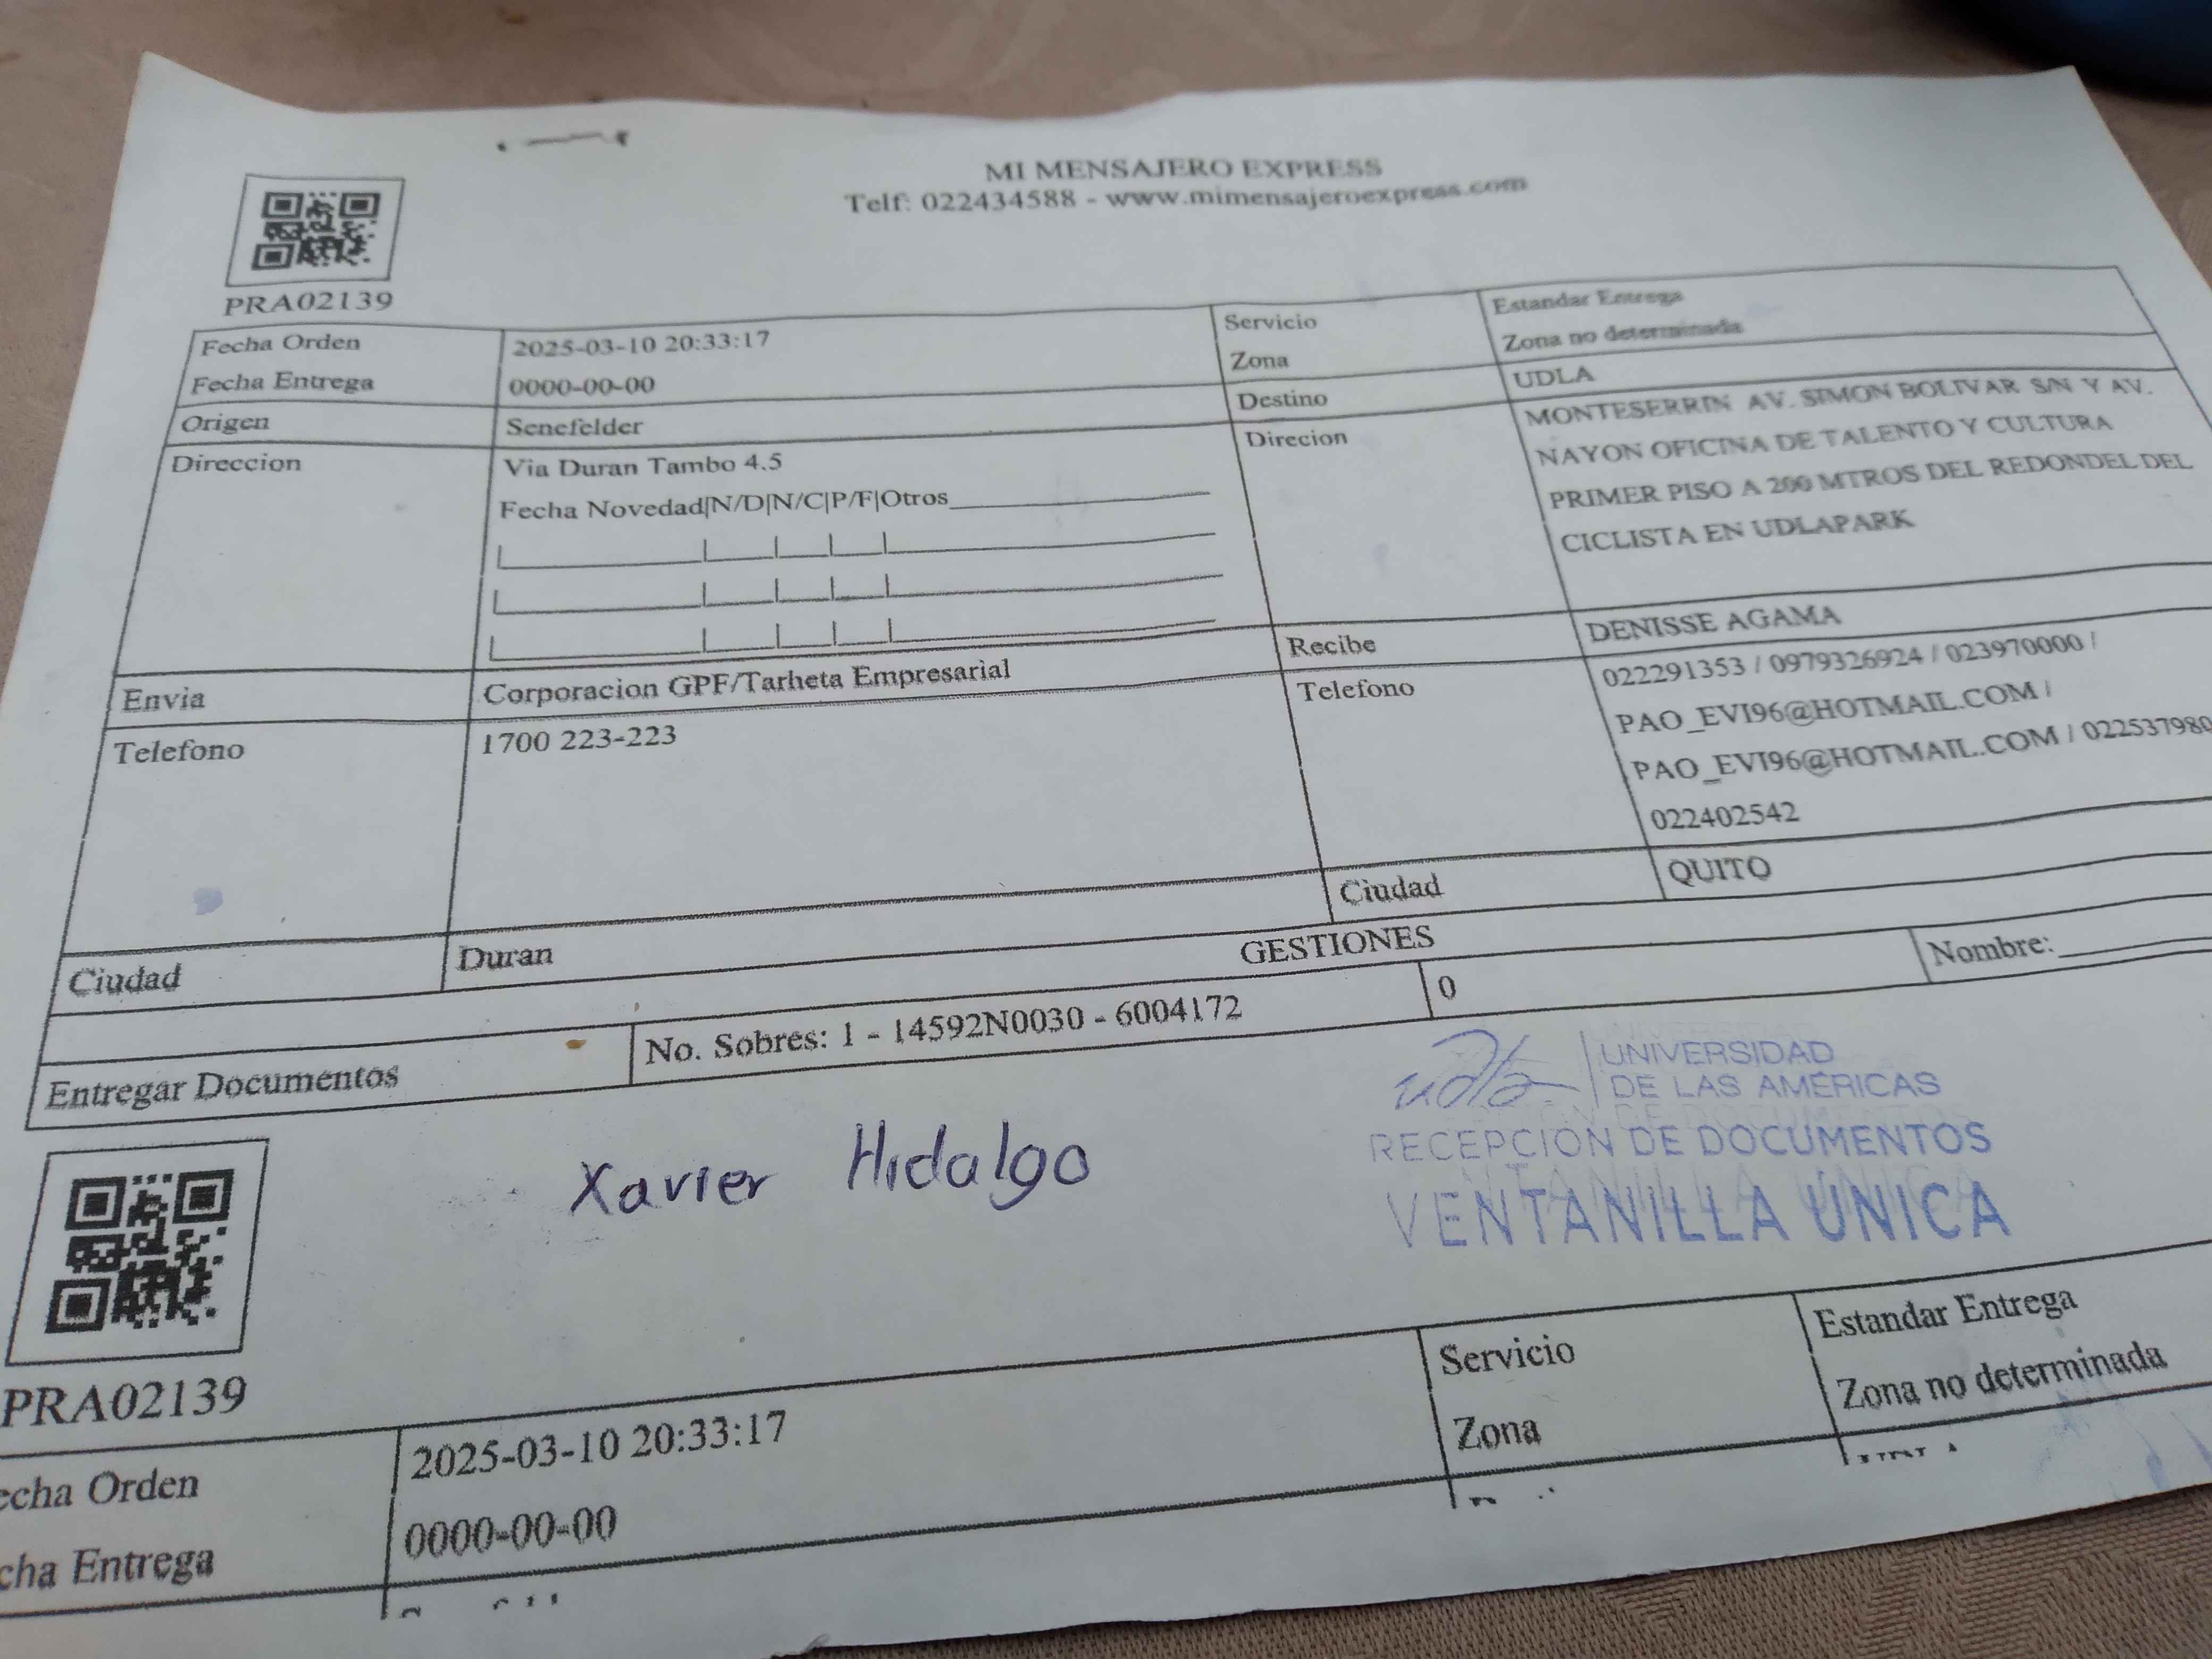 MI MENSAJERO EXPRESS
Telf: 022434588 - www.mimensajeroexpress.com
PRA02139
Fecha Orden 2025-03-10 20:33:17
Fecha Entrega 0000-00-00
Origen Senefelder
Direccion Via Duran Tambo 4.5
Fecha Novedad|N/D|N/C|P/F|Otros
Envia Corporacion GPF/Tarheta Empresarial
Telefono 1700 223-223
Ciudad Duran
Servicio Estandar Entrega
Zona Zona no determinada
Destino UDLA
Direcion MONTESERRIN AV. SIMON BOLIVAR S/N Y AV.
NAYON OFICINA DE TALENTO Y CULTURA
PRIMER PISO A 200 MTROS DEL REDONDEL DEL
CICLISTA EN UDLAPARK
Recibe DENISSE AGAMA
Telefono 022291353 / 0979326924 / 023970000 /
PAO_EVI96@HOTMAIL.COM /
PAO_EVI96@HOTMAIL.COM / 022537980
022402542
Ciudad QUITO
GESTIONES
Entregar Documentos No. Sobres: 1 - 14592N0030 - 6004172 0 Nombre:
udla UNIVERSIDAD
DE LAS AMÉRICAS
RECEPCIÓN DE DOCUMENTOS
VENTANILLA ÚNICA
Xavier Hidalgo
PRA02139
echa Orden 2025-03-10 20:33:17
cha Entrega 0000-00-00
Servicio Estandar Entrega
Zona Zona no determinada